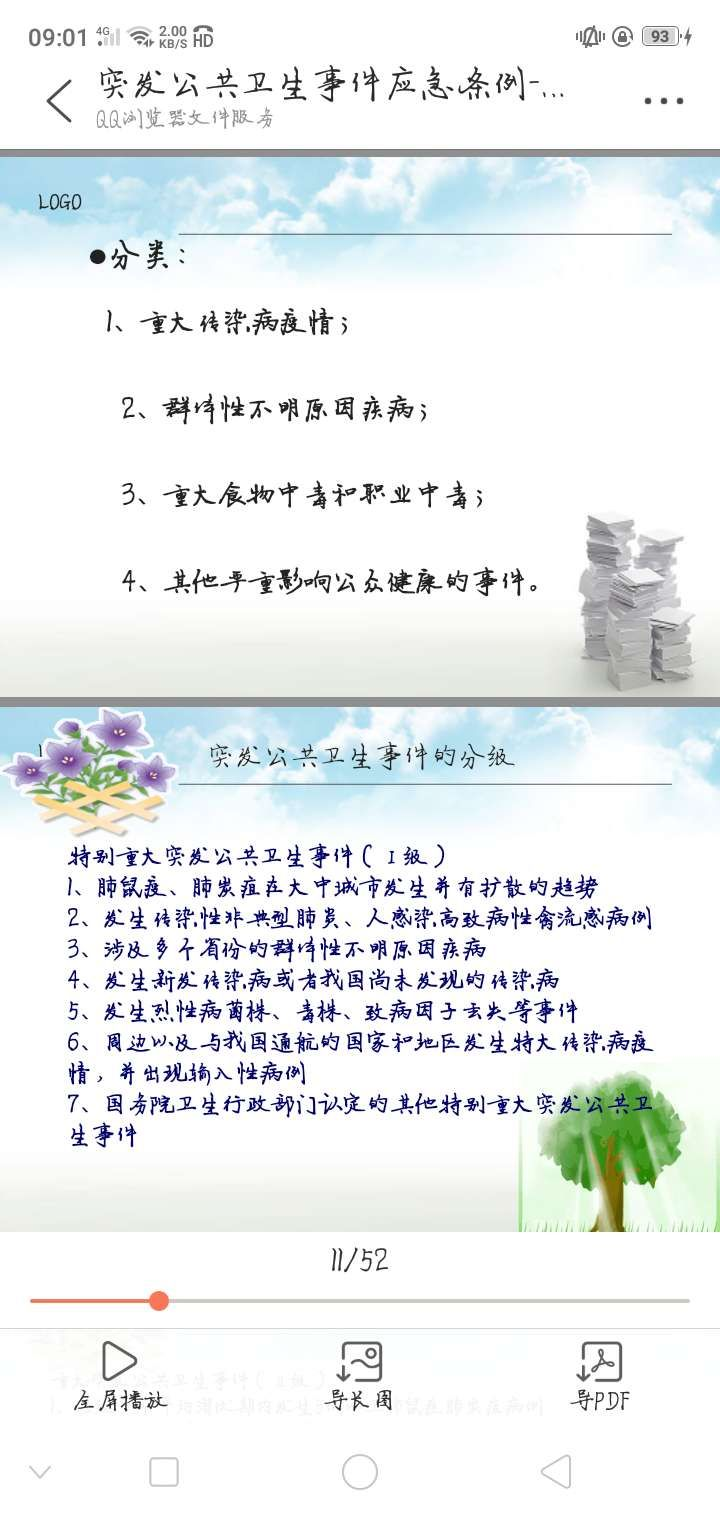 09:01 4G 2.00 KB/S HD 93
突发公共卫生事件应急条例-...
QQ浏览器文件服务
LOGO
●分类：
1、重大传染病疫情；
2、群体性不明原因疾病；
3、重大食物中毒和职业中毒；
4、其他严重影响公众健康的事件。
突发公共卫生事件的分级
特别重大突发公共卫生事件（Ⅰ级）
1、肺鼠疫、肺炭疽在大中城市发生并有扩散的趋势
2、发生传染性非典型肺炎、人感染高致病性禽流感病例
3、涉及多个省份的群体性不明原因疾病
4、发生新发传染病或者我国尚未发现的传染病
5、发生烈性病菌株、毒株、致病因子丢失等事件
6、周边以及与我国通航的国家和地区发生特大传染病疫
情，并出现输入性病例
7、国务院卫生行政部门认定的其他特别重大突发公共卫
生事件
11/52
全屏播放 导长图 导PDF